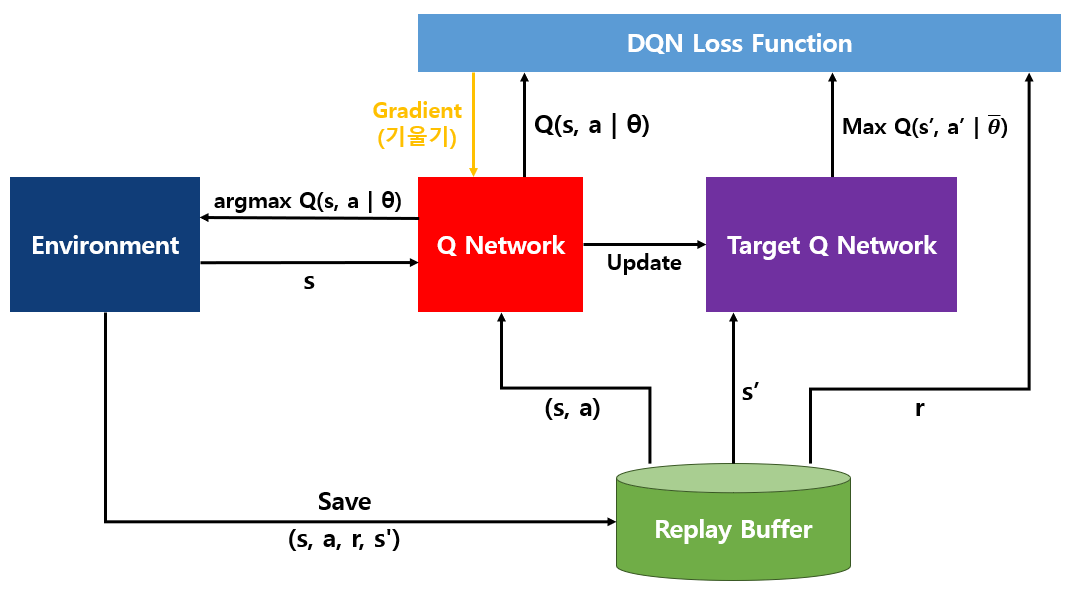 DQN Loss Function
Gradient
(기울기)
Q(s, a | θ)
Max Q(s′, a′ | θ̅)
argmax Q(s, a | θ)
Environment
Q Network
Target Q Network
s
Update
(s, a)
s′
r
Save
(s, a, r, s')
Replay Buffer